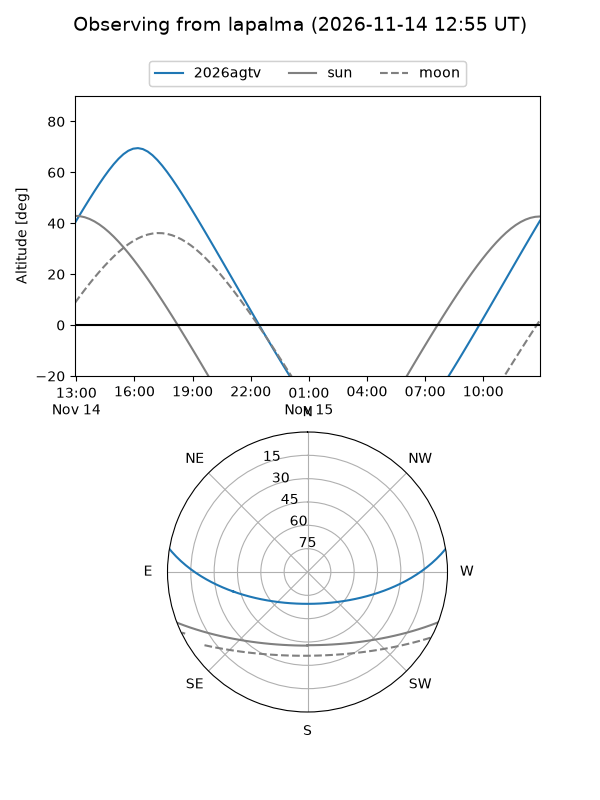 Observing from lapalma (2026-11-14 12:55 UT)
2026agtv sun moon
80
60
40
20
0
−20
Altitude [deg]
13:00 16:00 19:00 22:00 01:00 04:00 07:00 10:00
Nov 14 Nov 15
N
NE NW
15
30
45
60
75
E W
SE SW
S